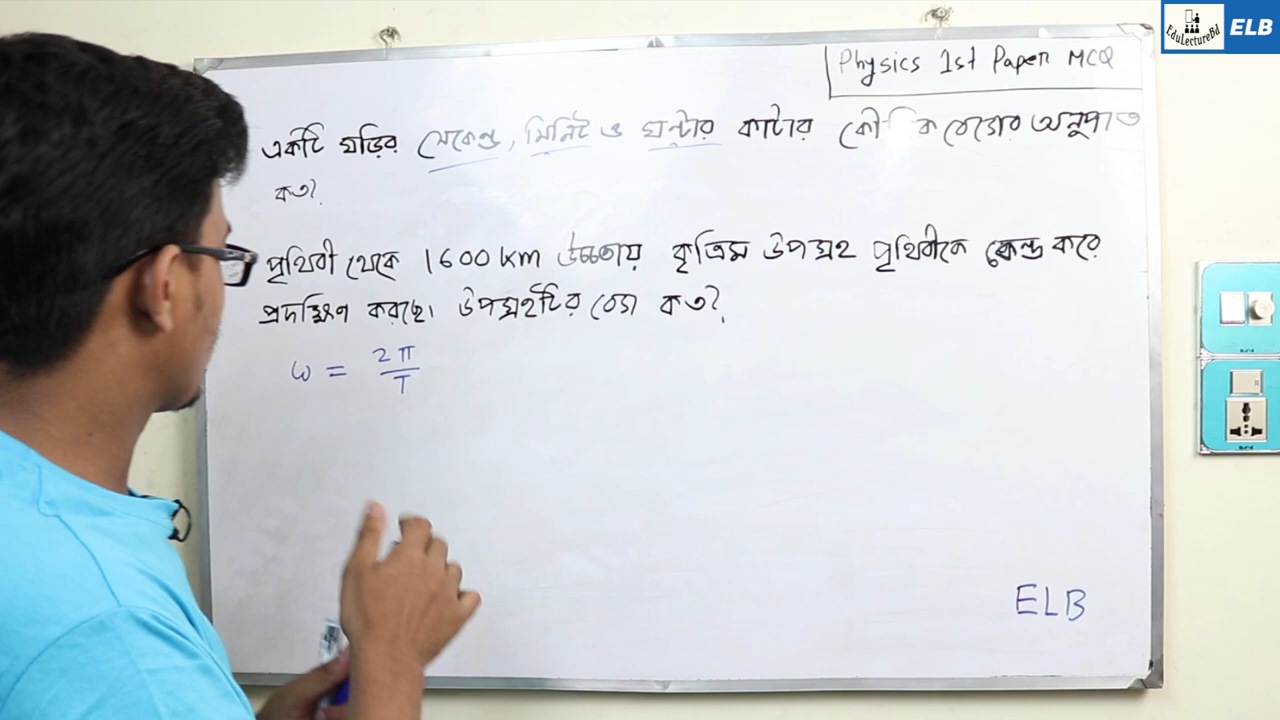 EduLectureBd ELB
Physics 1st Paper MCQ
একটি ঘড়ির সেকেন্ড, মিনিট ও ঘন্টার কাটার কৌণিক বেগের অনুপাত
কত?
পৃথিবী থেকে 1600 km উচ্চতায় কৃত্রিম উপগ্রহ পৃথিবীকে কেন্দ্র করে
প্রদক্ষিণ করছে। উপগ্রহটির বেগ কত?
ω = 2π/T
ELB